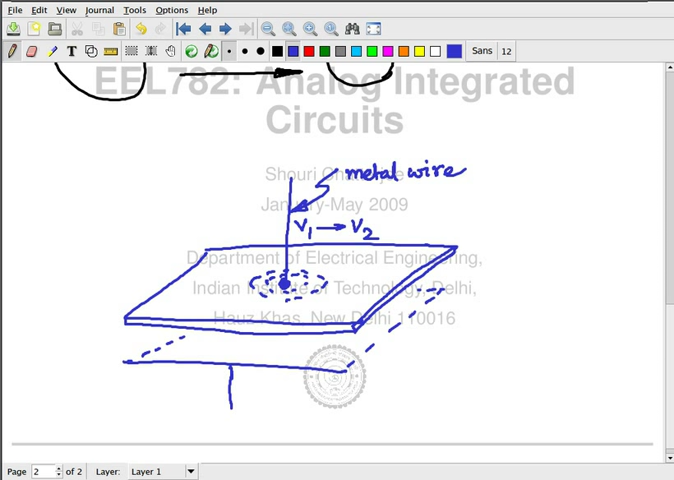 File Edit View Journal Tools Options Help
T Sans 12
EEL782: Analog Integrated
Circuits
Shouri
metal wire
January-May 2009
V1 → V2
Department of Electrical Engineering,
Indian Institute of Technology, Delhi,
Hauz Khas, New Delhi 110016
Page 2 of 2 Layer: Layer 1